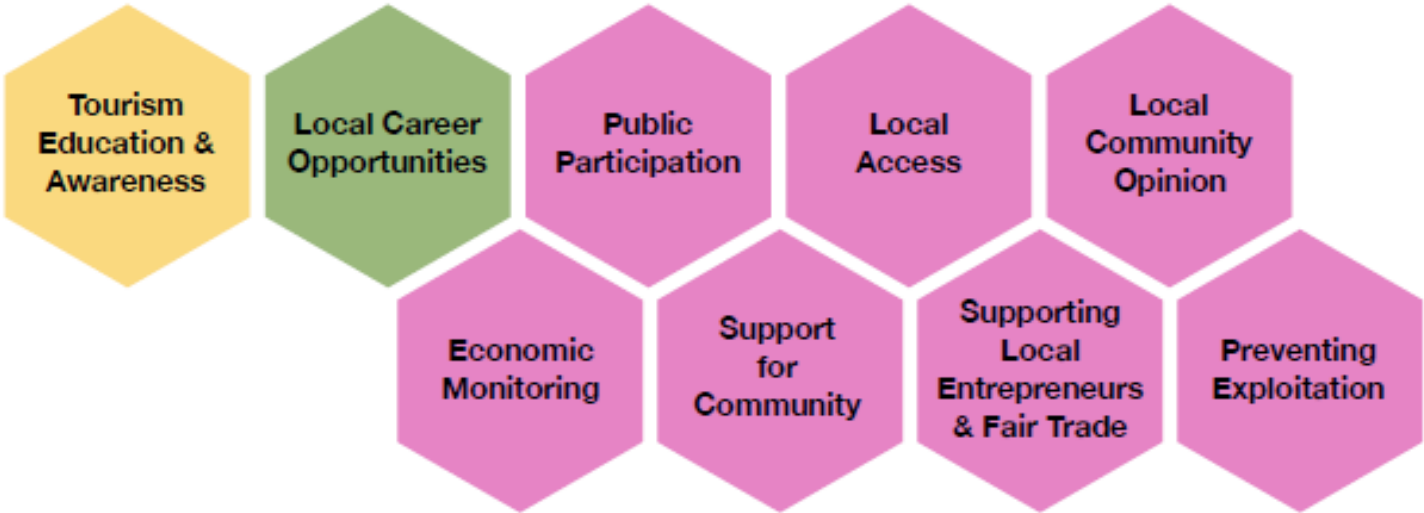 Tourism
Education &
Awareness
Local Career
Opportunities
Public
Participation
Local
Access
Local
Community
Opinion
Economic
Monitoring
Support
for
Community
Supporting
Local
Entrepreneurs
& Fair Trade
Preventing
Exploitation